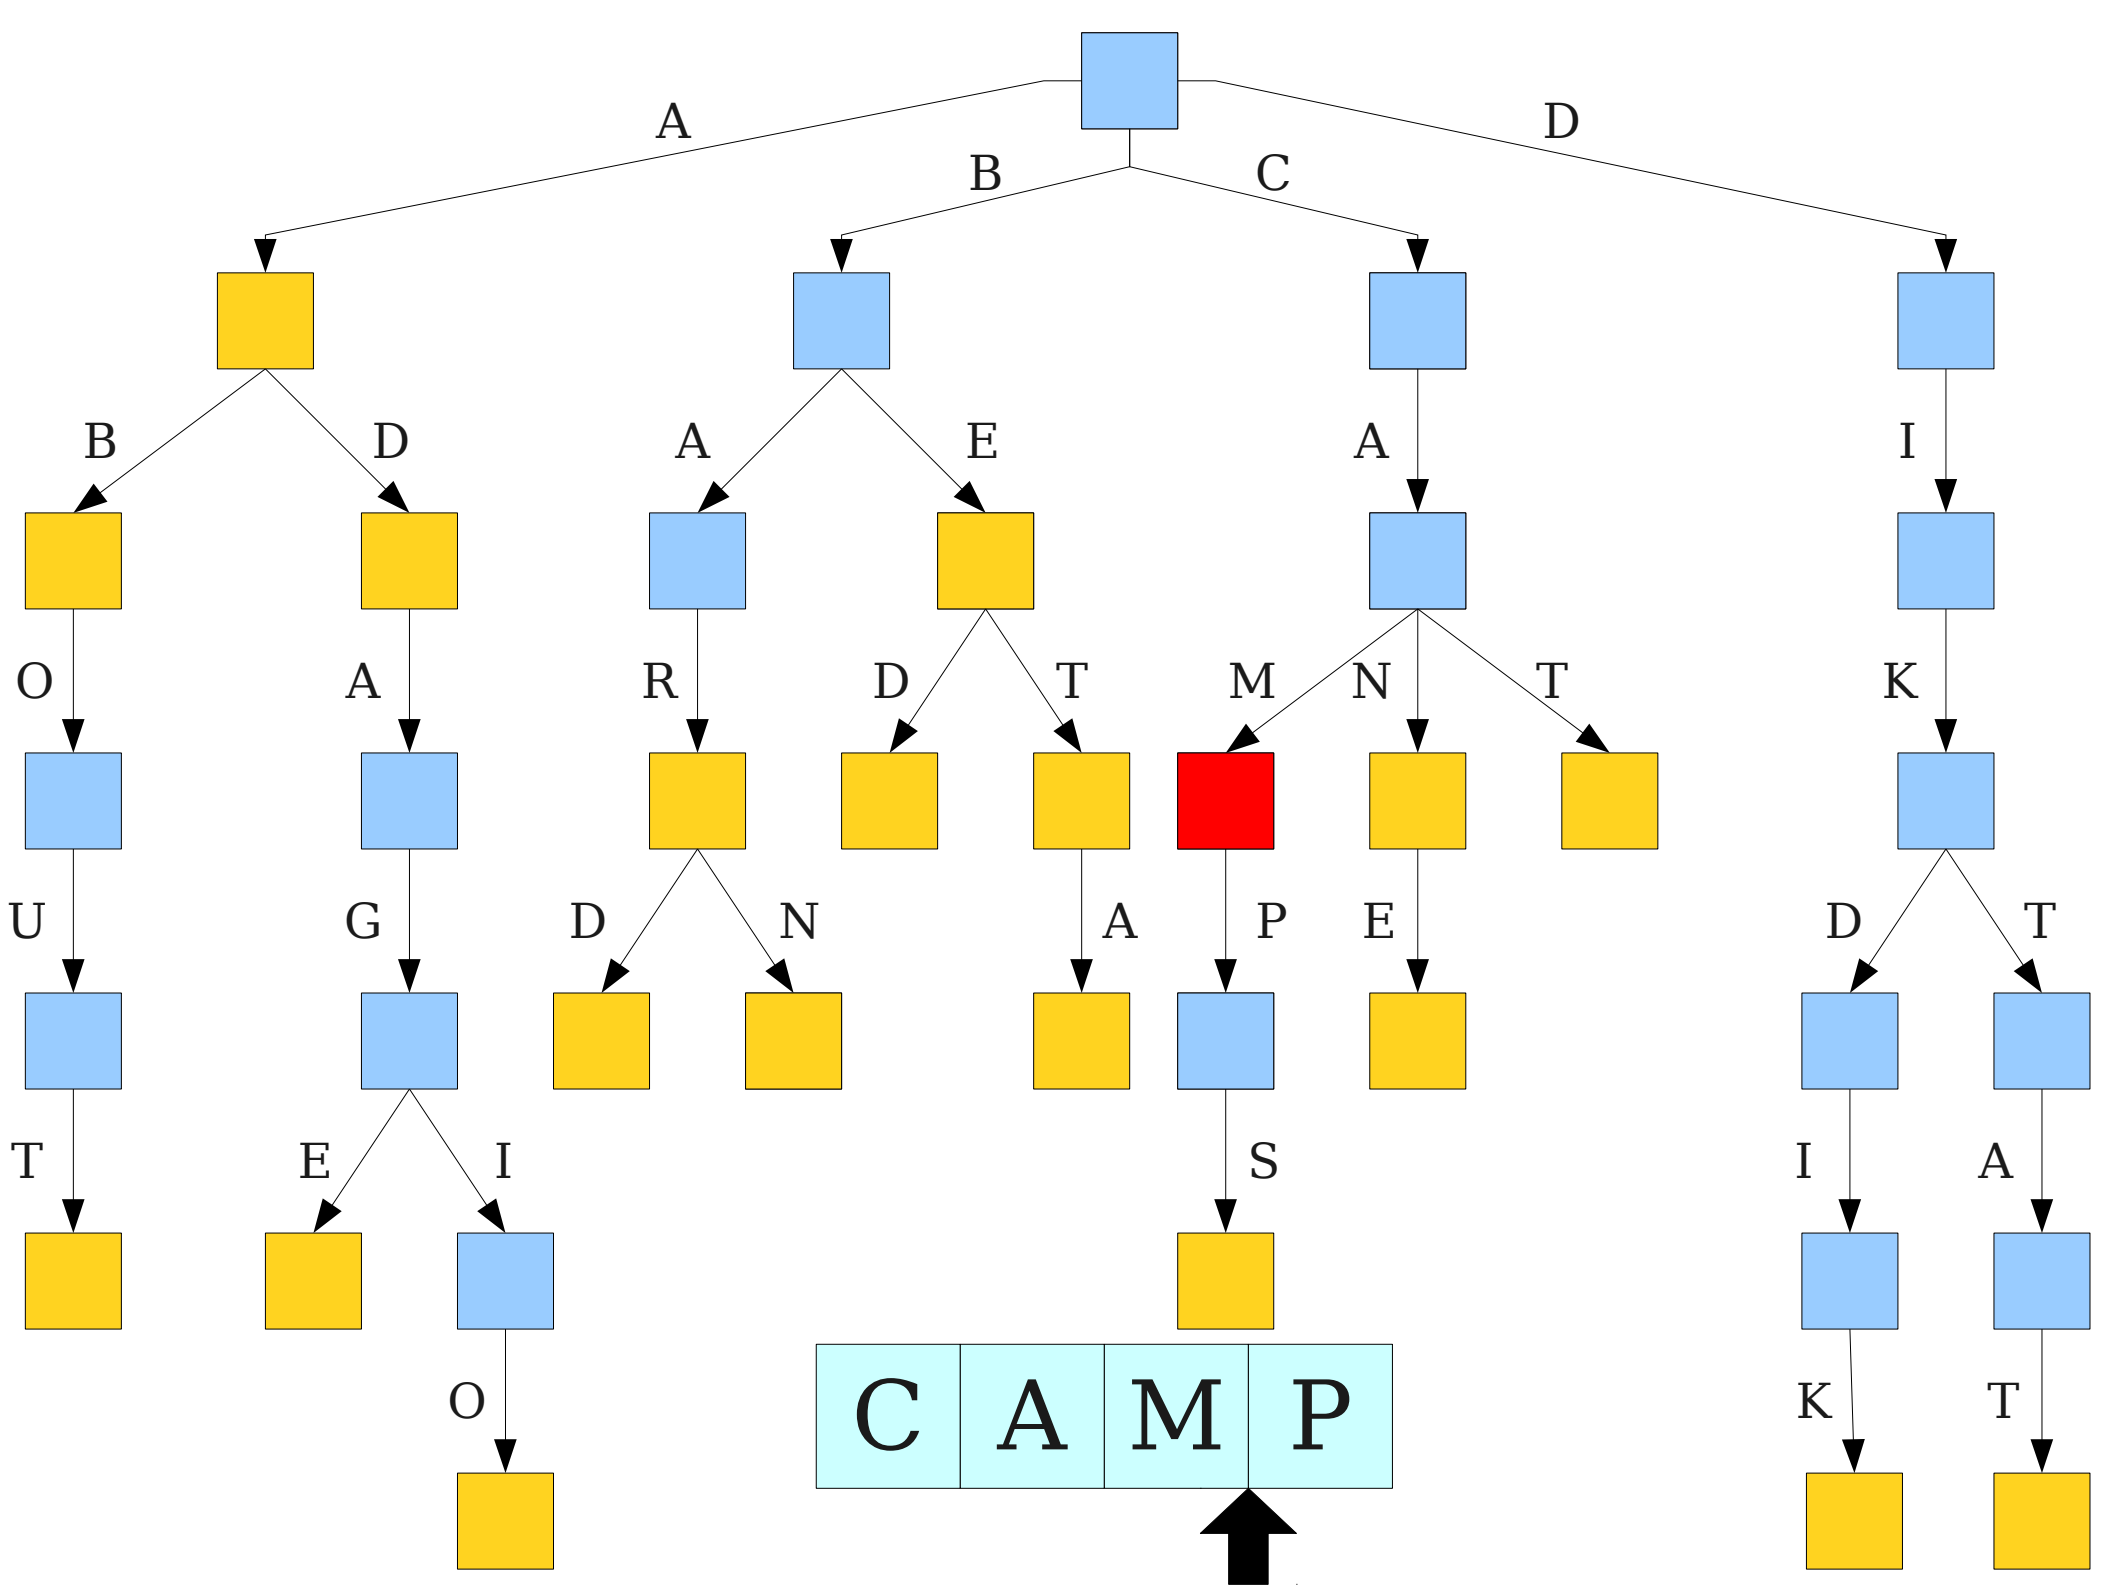 A D
B C
B D A E A I
O A R D T M N T K
U G D N A P E D T
T E I S I A
O K T
C A M P